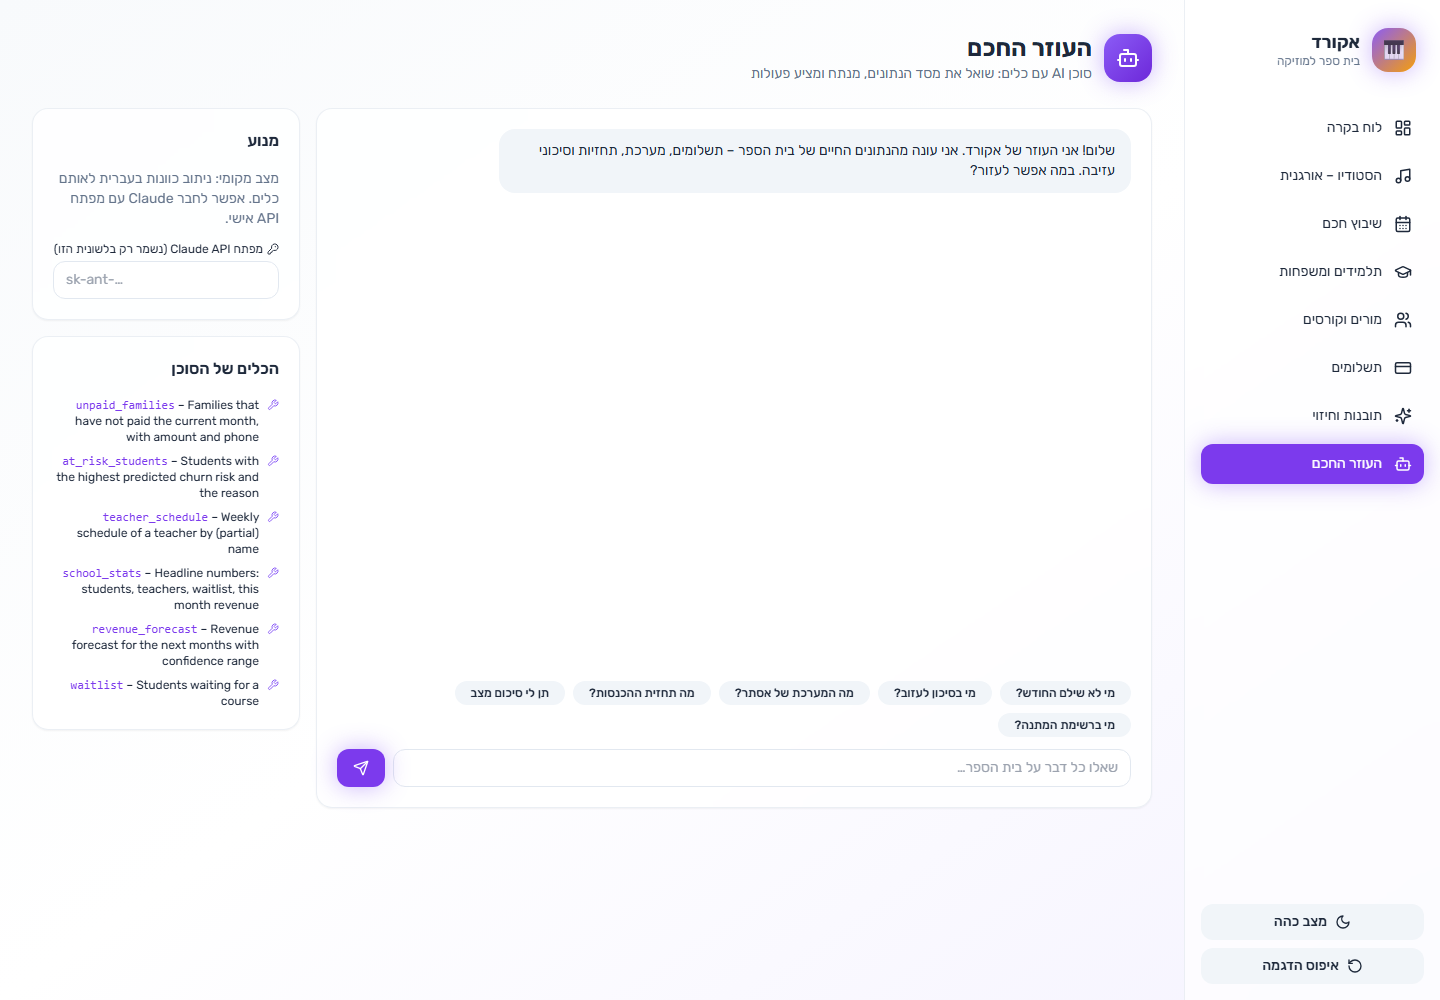 אקורד
בית ספר למוזיקה
לוח בקרה
הסטודיו – אורגנית
שיבוץ חכם
תלמידים ומשפחות
מורים וקורסים
תשלומים
תובנות וחיזוי
העוזר החכם
מצב כהה
איפוס הדגמה
העוזר החכם
סוכן AI עם כלים: שואל את מסד הנתונים, מנתח ומציע פעולות
שלום! אני העוזר של אקורד. אני עונה מהנתונים החיים של בית הספר – תשלומים, מערכת, תחזיות וסיכוני
עזיבה. במה אפשר לעזור?
מי לא שילם החודש?
מי בסיכון לעזוב?
מה המערכת של אסתר?
מה תחזית ההכנסות?
תן לי סיכום מצב
מי ברשימת המתנה?
שאלו כל דבר על בית הספר…
מנוע
מצב מקומי: ניתוב כוונות בעברית לאותם
כלים. אפשר לחבר Claude עם מפתח
API אישי.
מפתח Claude API (נשמר רק בלשונית הזו)
sk-ant-…
הכלים של הסוכן
unpaid_families – Families that
have not paid the current month,
with amount and phone
at_risk_students – Students with
the highest predicted churn risk and
the reason
teacher_schedule – Weekly
schedule of a teacher by (partial)
name
school_stats – Headline numbers:
students, teachers, waitlist, this
month revenue
revenue_forecast – Revenue
forecast for the next months with
confidence range
waitlist – Students waiting for a
course